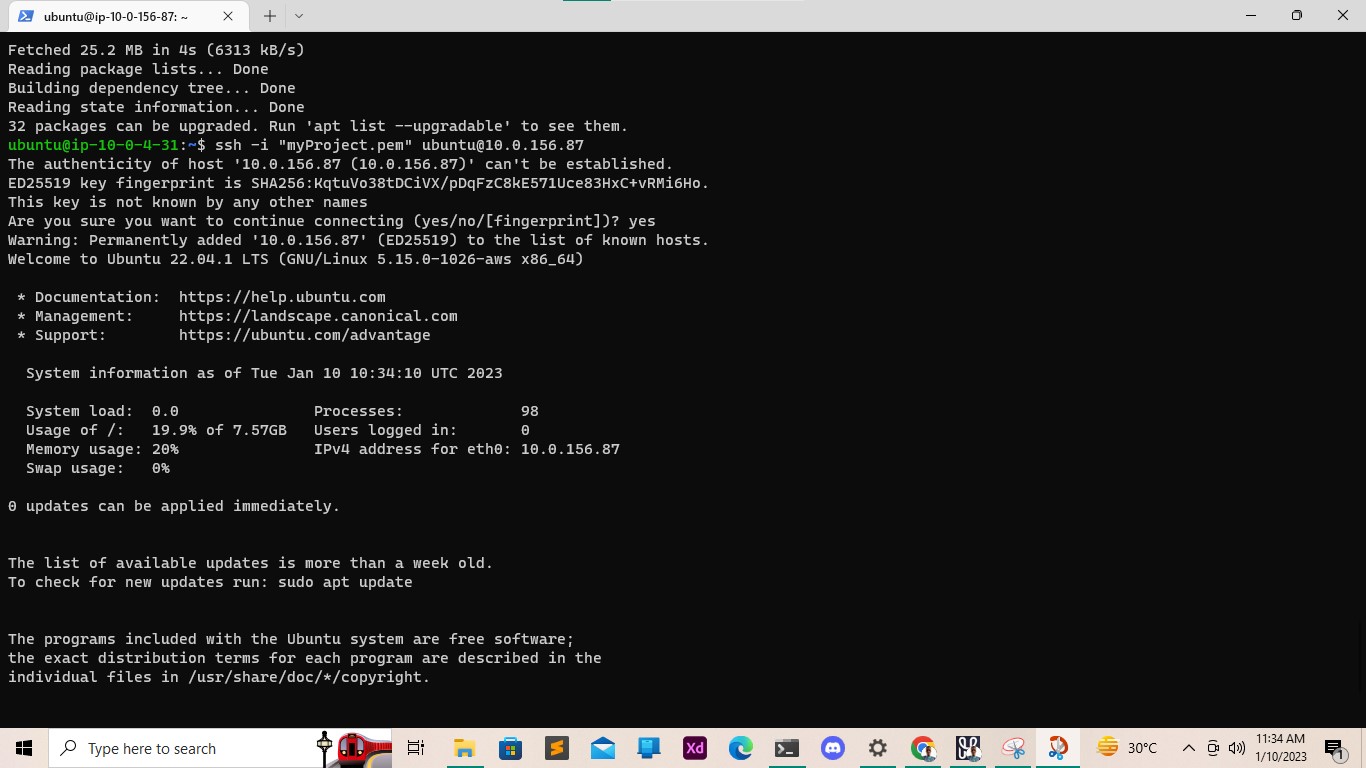 ubuntu@ip-10-0-156-87: ~
Fetched 25.2 MB in 4s (6313 kB/s)
Reading package lists... Done
Building dependency tree... Done
Reading state information... Done
32 packages can be upgraded. Run 'apt list --upgradable' to see them.
ubuntu@ip-10-0-4-31:~$ ssh -i "myProject.pem" ubuntu@10.0.156.87
The authenticity of host '10.0.156.87 (10.0.156.87)' can't be established.
ED25519 key fingerprint is SHA256:KqtuVo38tDCiVX/pDqFzC8kE571Uce83HxC+vRMi6Ho.
This key is not known by any other names
Are you sure you want to continue connecting (yes/no/[fingerprint])? yes
Warning: Permanently added '10.0.156.87' (ED25519) to the list of known hosts.
Welcome to Ubuntu 22.04.1 LTS (GNU/Linux 5.15.0-1026-aws x86_64)
* Documentation:  https://help.ubuntu.com
* Management:     https://landscape.canonical.com
* Support:        https://ubuntu.com/advantage
System information as of Tue Jan 10 10:34:10 UTC 2023
System load:  0.0               Processes:             98
Usage of /:   19.9% of 7.57GB   Users logged in:       0
Memory usage: 20%               IPv4 address for eth0: 10.0.156.87
Swap usage:   0%
0 updates can be applied immediately.
The list of available updates is more than a week old.
To check for new updates run: sudo apt update
The programs included with the Ubuntu system are free software;
the exact distribution terms for each program are described in the
individual files in /usr/share/doc/*/copyright.
Type here to search
Xd
30°C
11:34 AM
1/10/2023
1